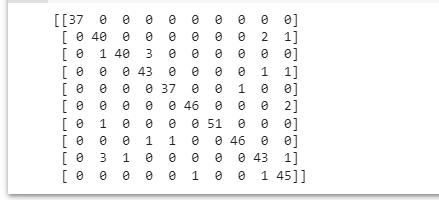 [[37  0  0  0  0  0  0  0  0  0]
 [ 0 40  0  0  0  0  0  0  2  1]
 [ 0  1 40  3  0  0  0  0  0  0]
 [ 0  0  0 43  0  0  0  0  1  1]
 [ 0  0  0  0 37  0  0  1  0  0]
 [ 0  0  0  0  0 46  0  0  0  2]
 [ 0  1  0  0  0  0 51  0  0  0]
 [ 0  0  0  1  1  0  0 46  0  0]
 [ 0  3  1  0  0  0  0  0 43  1]
 [ 0  0  0  0  0  1  0  0  1 45]]